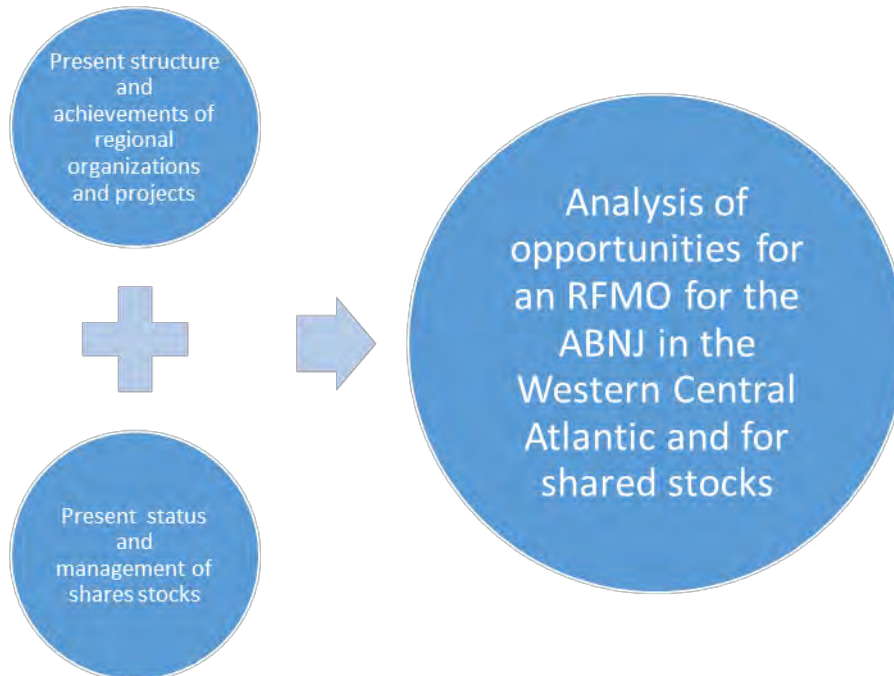 Present structure
and
achievements of
regional
organizations
and projects
Present status
and
management of
shares stocks
Analysis of
opportunities for
an RFMO for the
ABNJ in the
Western Central
Atlantic and for
shared stocks